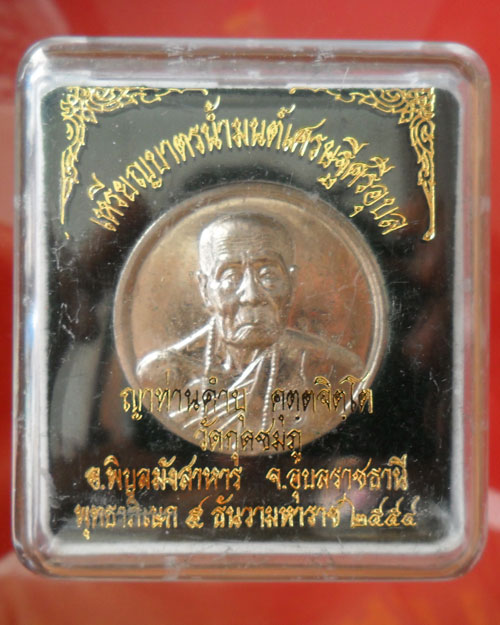 เหรียญบาตรน้ำมนต์เศรษฐีศรีอุบล
ญาท่านคำบุ คุตฺตจิตฺโต
วัดกุดชมภู
อ.พิบูลมังสาหาร จ.อุบลราชธานี
พุทธาภิเษก ๕ ธันวามหาราช ๒๕๕๔